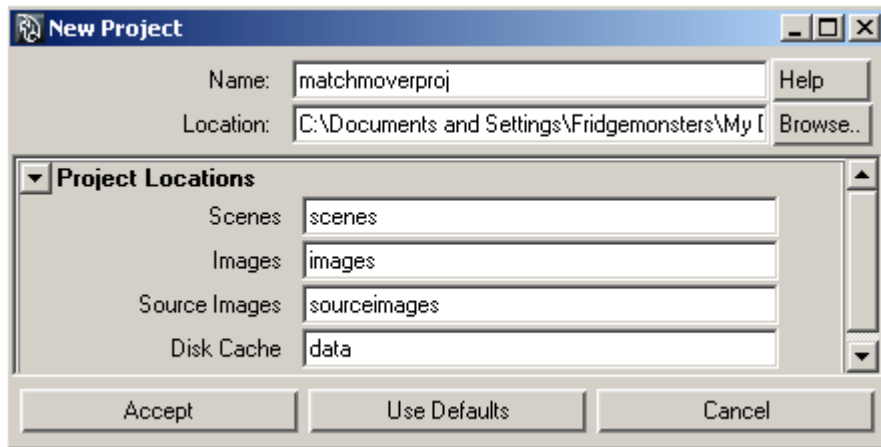 New Project
Name: matchmoverproj Help
Location: C:\Documents and Settings\Fridgemonsters\My Browse..
Project Locations
Scenes scenes
Images images
Source Images sourceimages
Disk Cache data
Accept Use Defaults Cancel